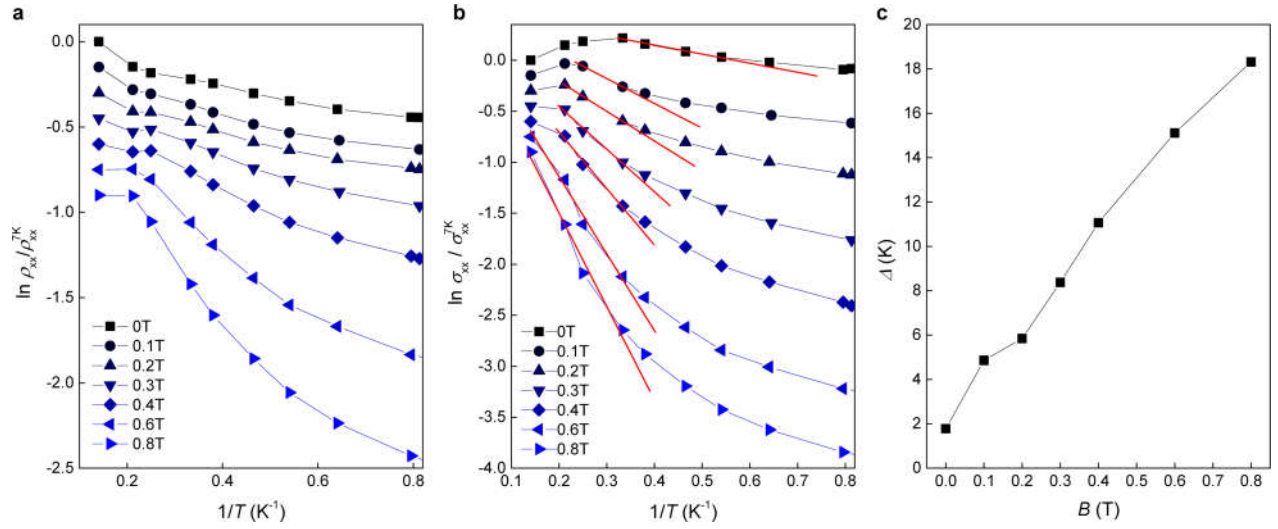 a
0.0
-0.5
-1.0
-1.5
-2.0
-2.5
ln ρxx/ρxx7K
0T
0.1T
0.2T
0.3T
0.4T
0.6T
0.8T
0.2 0.4 0.6 0.8
1/T (K-1)
b
0.0
-0.5
-1.0
-1.5
-2.0
-2.5
-3.0
-3.5
-4.0
ln σxx / σxx7K
0T
0.1T
0.2T
0.3T
0.4T
0.6T
0.8T
0.1 0.2 0.3 0.4 0.5 0.6 0.7 0.8
1/T (K-1)
c
20
18
16
14
12
10
8
6
4
2
0
Δ (K)
0.0 0.1 0.2 0.3 0.4 0.5 0.6 0.7 0.8
B (T)